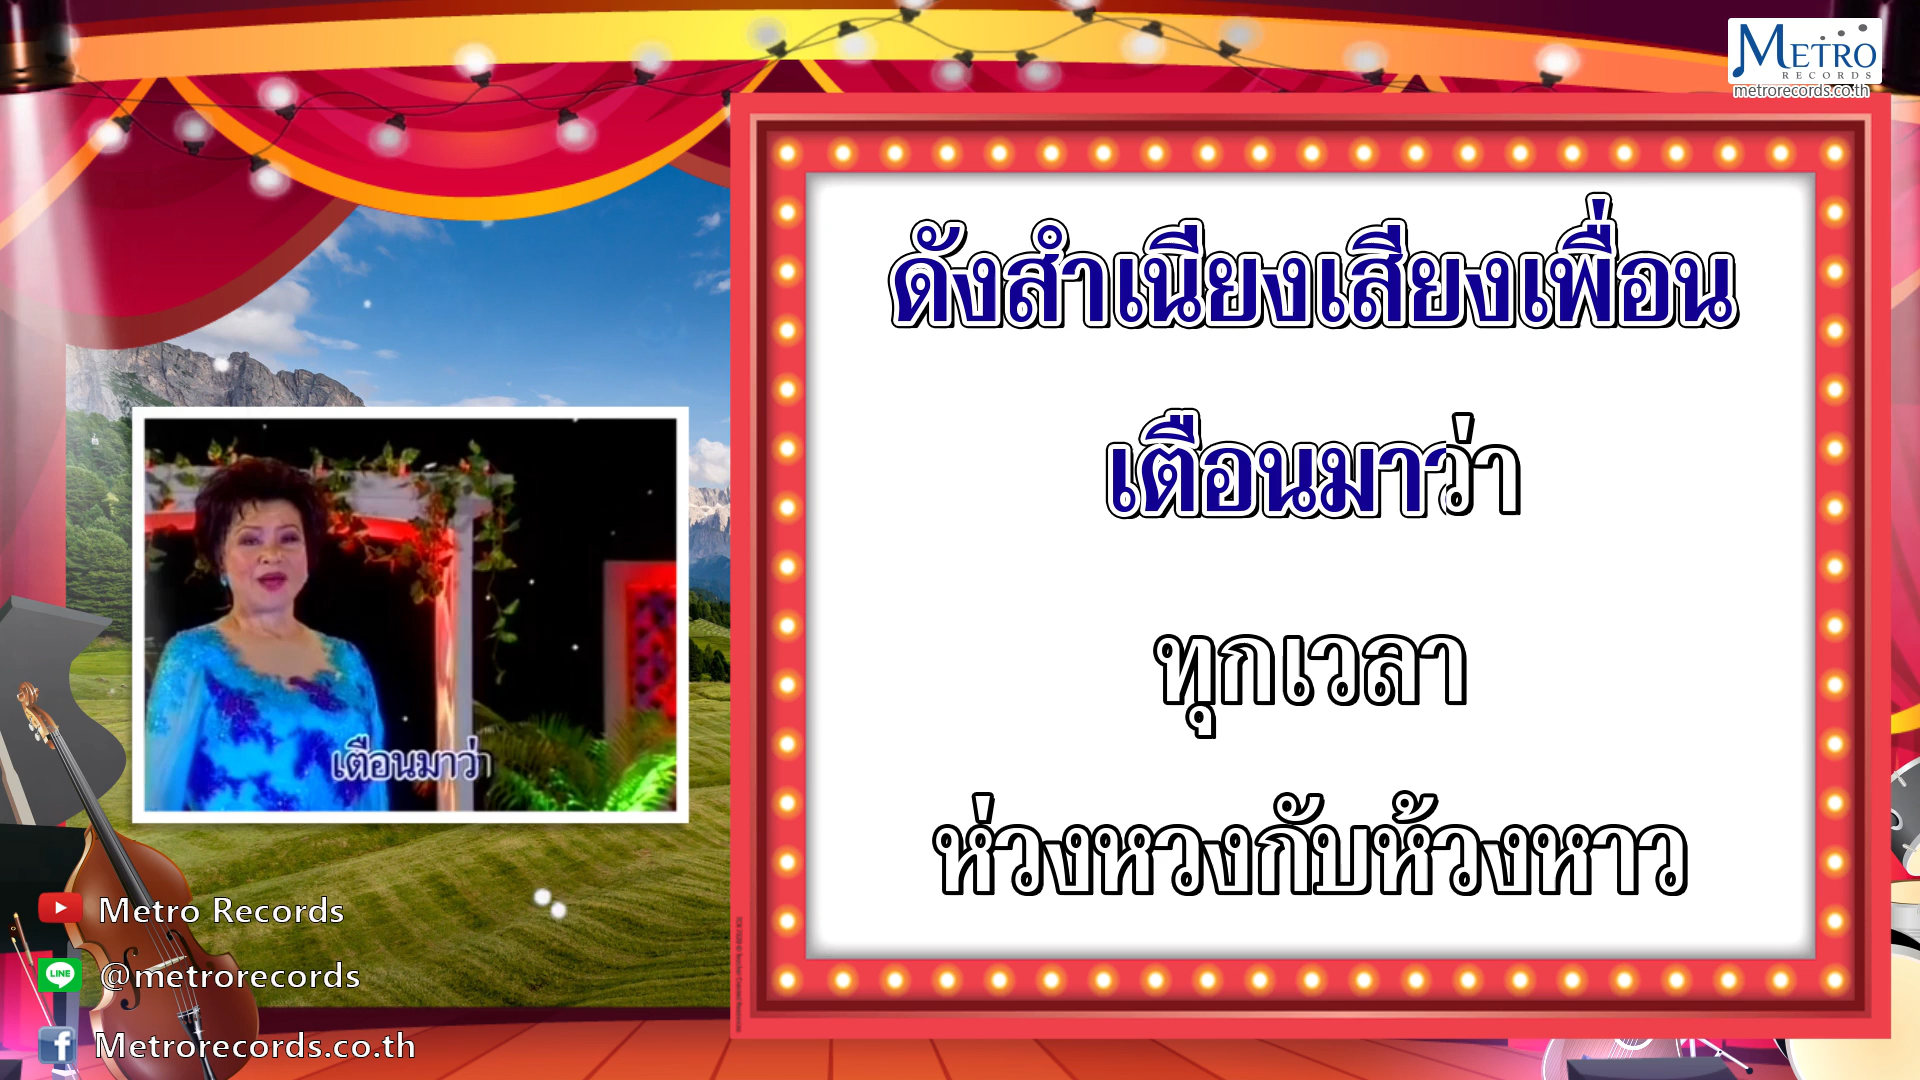 METRO
RECORDS
metrorecords.co.th
ดังสำเนียงเสียงเพื่อน
เตือนมาว่า
ทุกเวลา
ห่วงหวงกับห้วงหาว
เตือนมาว่า
Metro Records
LINE @metrorecords
f Metrorecords.co.th